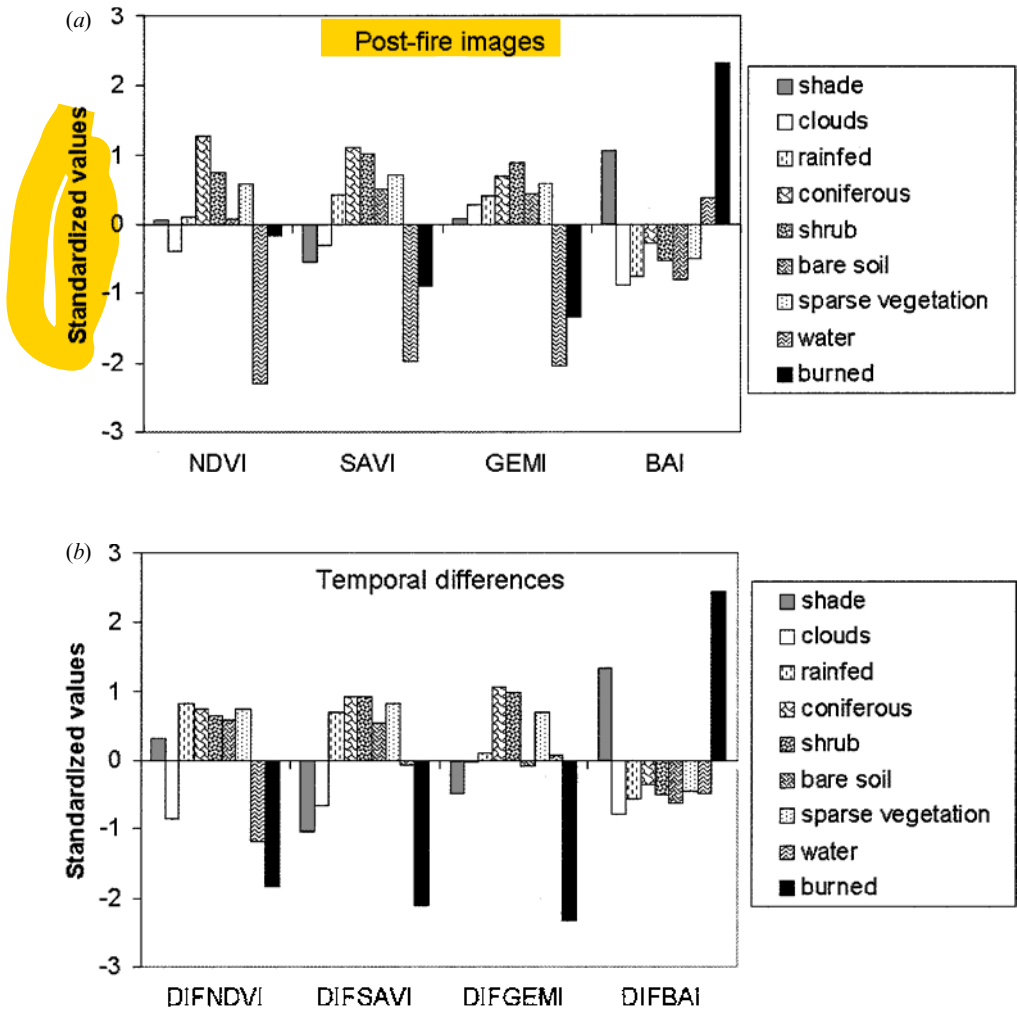 (a)
Post-fire images
3
2
1
0
-1
-2
-3
Standardized values
NDVI
SAVI
GEMI
BAI
shade
clouds
rainfed
coniferous
shrub
bare soil
sparse vegetation
water
burned
(b)
Temporal differences
3
2
1
0
-1
-2
-3
Standardized values
DIFNDVI
DIFSAVI
DIFGEMI
DIFBAI
shade
clouds
rainfed
coniferous
shrub
bare soil
sparse vegetation
water
burned